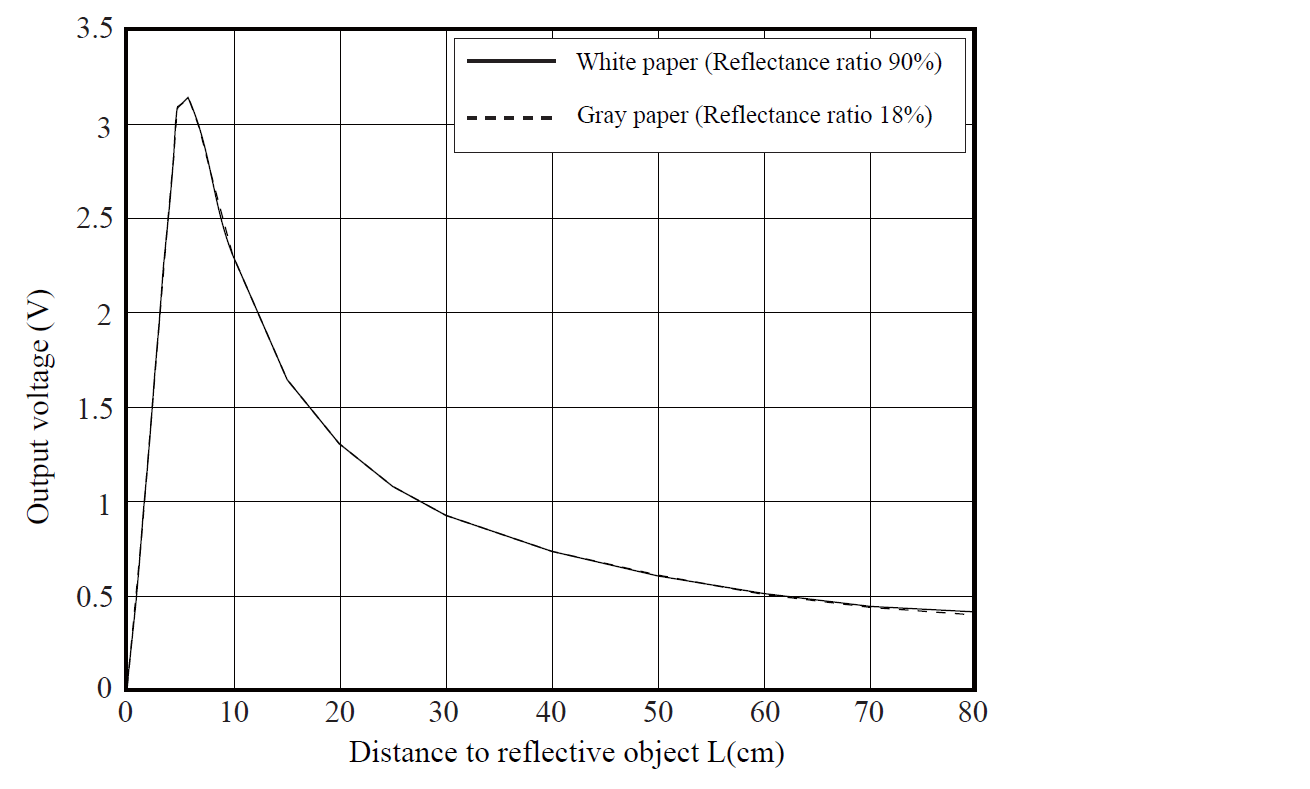 3.5
3
2.5
2
1.5
1
0.5
0
Output voltage (V)
White paper (Reflectance ratio 90%)
Gray paper (Reflectance ratio 18%)
0 10 20 30 40 50 60 70 80
Distance to reflective object L(cm)